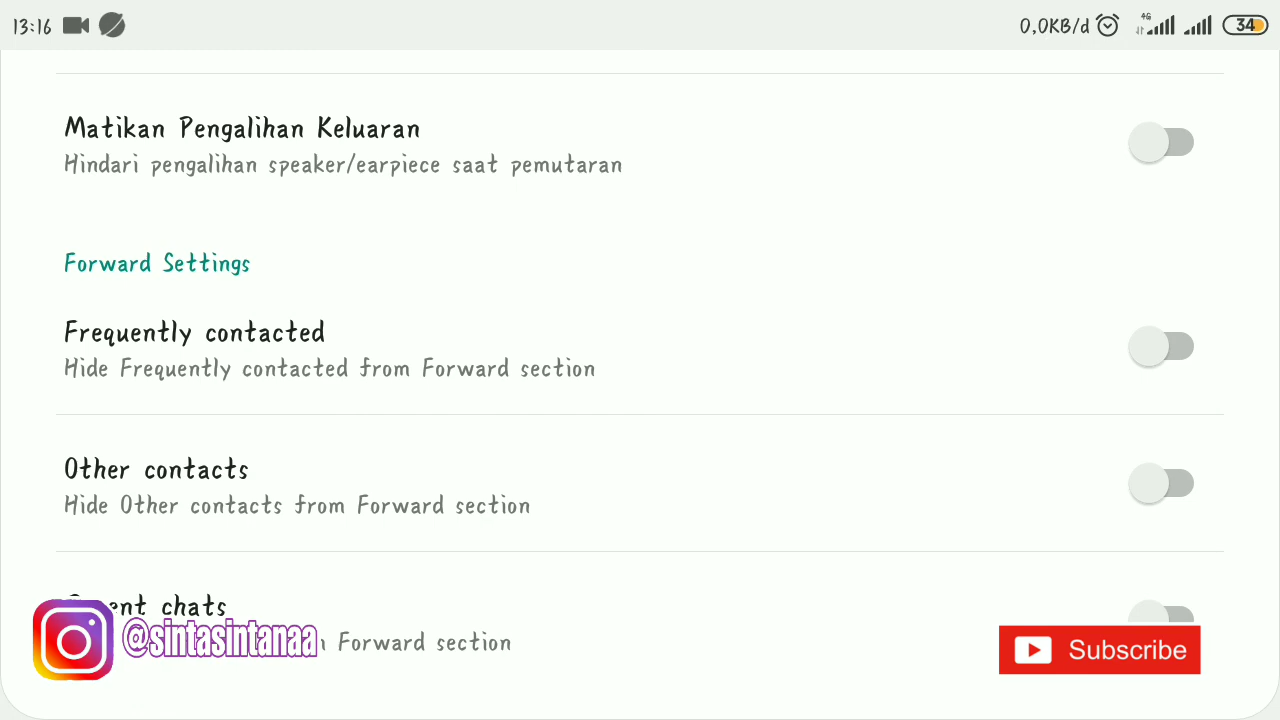 13:16 0,0KB/d 4G 34
Matikan Pengalihan Keluaran
Hindari pengalihan speaker/earpiece saat pemutaran
Forward Settings
Frequently contacted
Hide Frequently contacted from Forward section
Other contacts
Hide Other contacts from Forward section
chats
@sintasintanaa Forward section
Subscribe